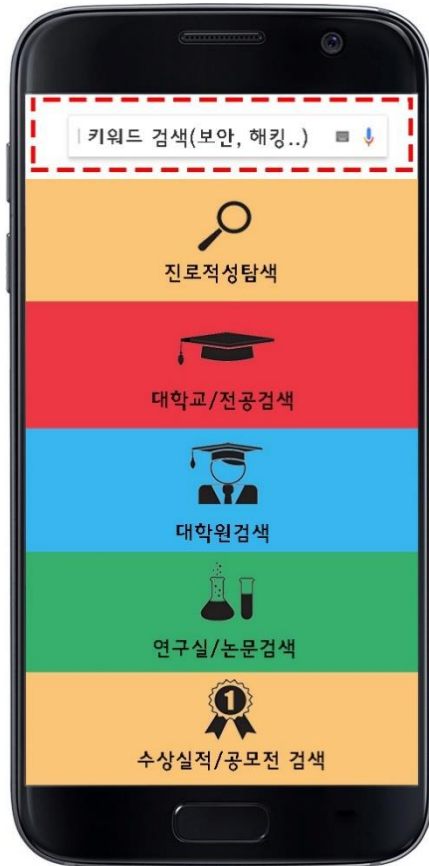 키워드 검색(보안, 해킹..)
진로적성탐색
대학교/전공검색
대학원검색
연구실/논문검색
1
수상실적/공모전 검색